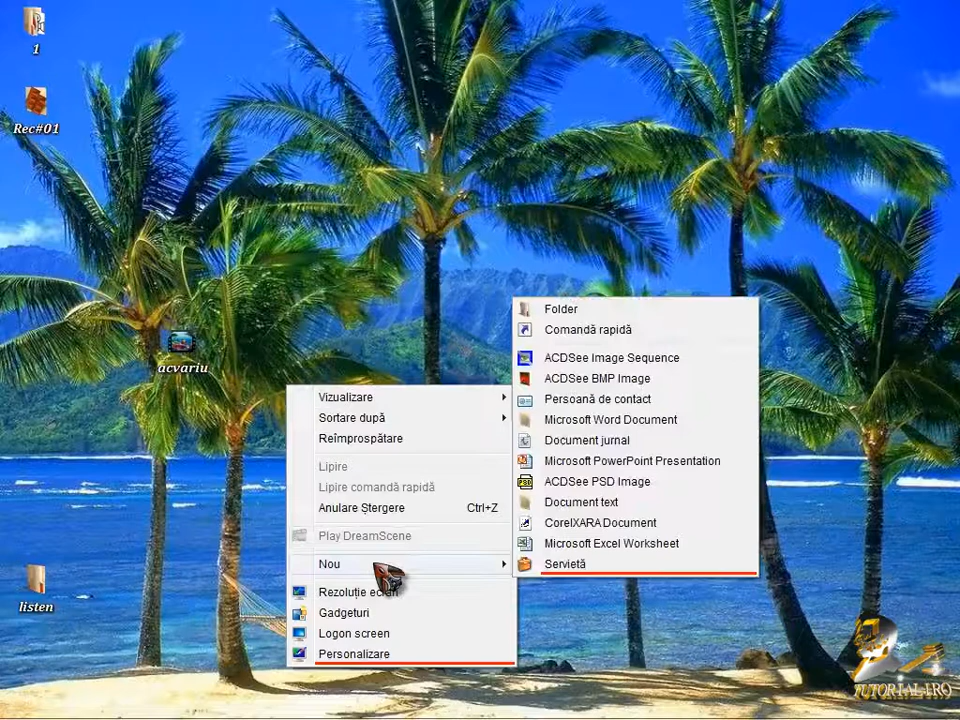 1
Rec#01
acvariu
listen
Vizualizare
Sortare după
Reîmprospătare
Lipire
Lipire comandă rapidă
Anulare Ștergere Ctrl+Z
Play DreamScene
Nou
Rezoluție ecran
Gadgeturi
Logon screen
Personalizare
Folder
Comandă rapidă
ACDSee Image Sequence
ACDSee BMP Image
Persoană de contact
Microsoft Word Document
Document jurnal
Microsoft PowerPoint Presentation
ACDSee PSD Image
Document text
CorelXARA Document
Microsoft Excel Worksheet
Servietă
TUTORIAL.RO